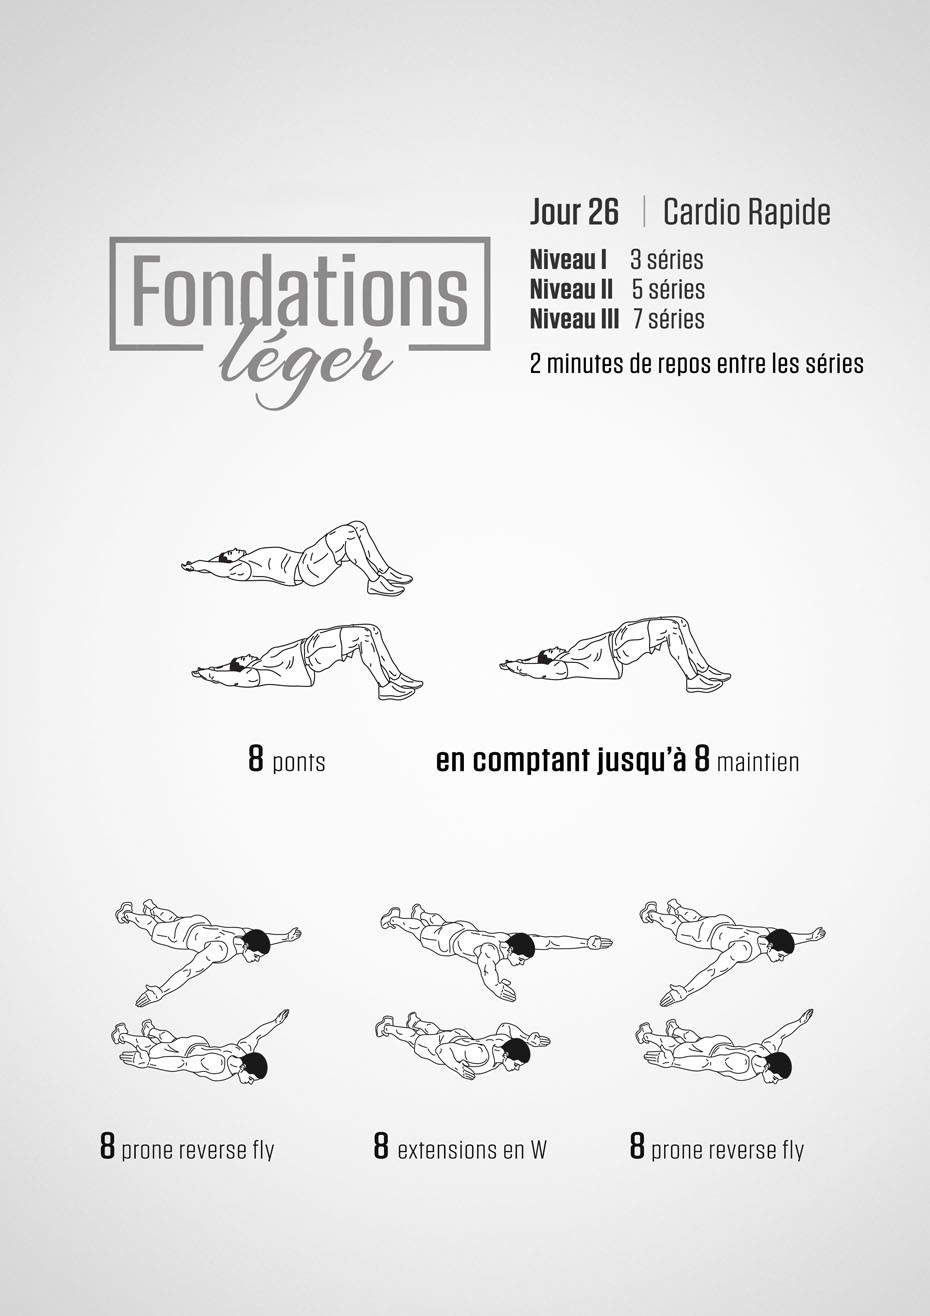 Fondations
léger
Jour 26 | Cardio Rapide
Niveau I 3 séries
Niveau II 5 séries
Niveau III 7 séries
2 minutes de repos entre les séries
8 ponts
en comptant jusqu'à 8 maintien
8 prone reverse fly
8 extensions en W
8 prone reverse fly